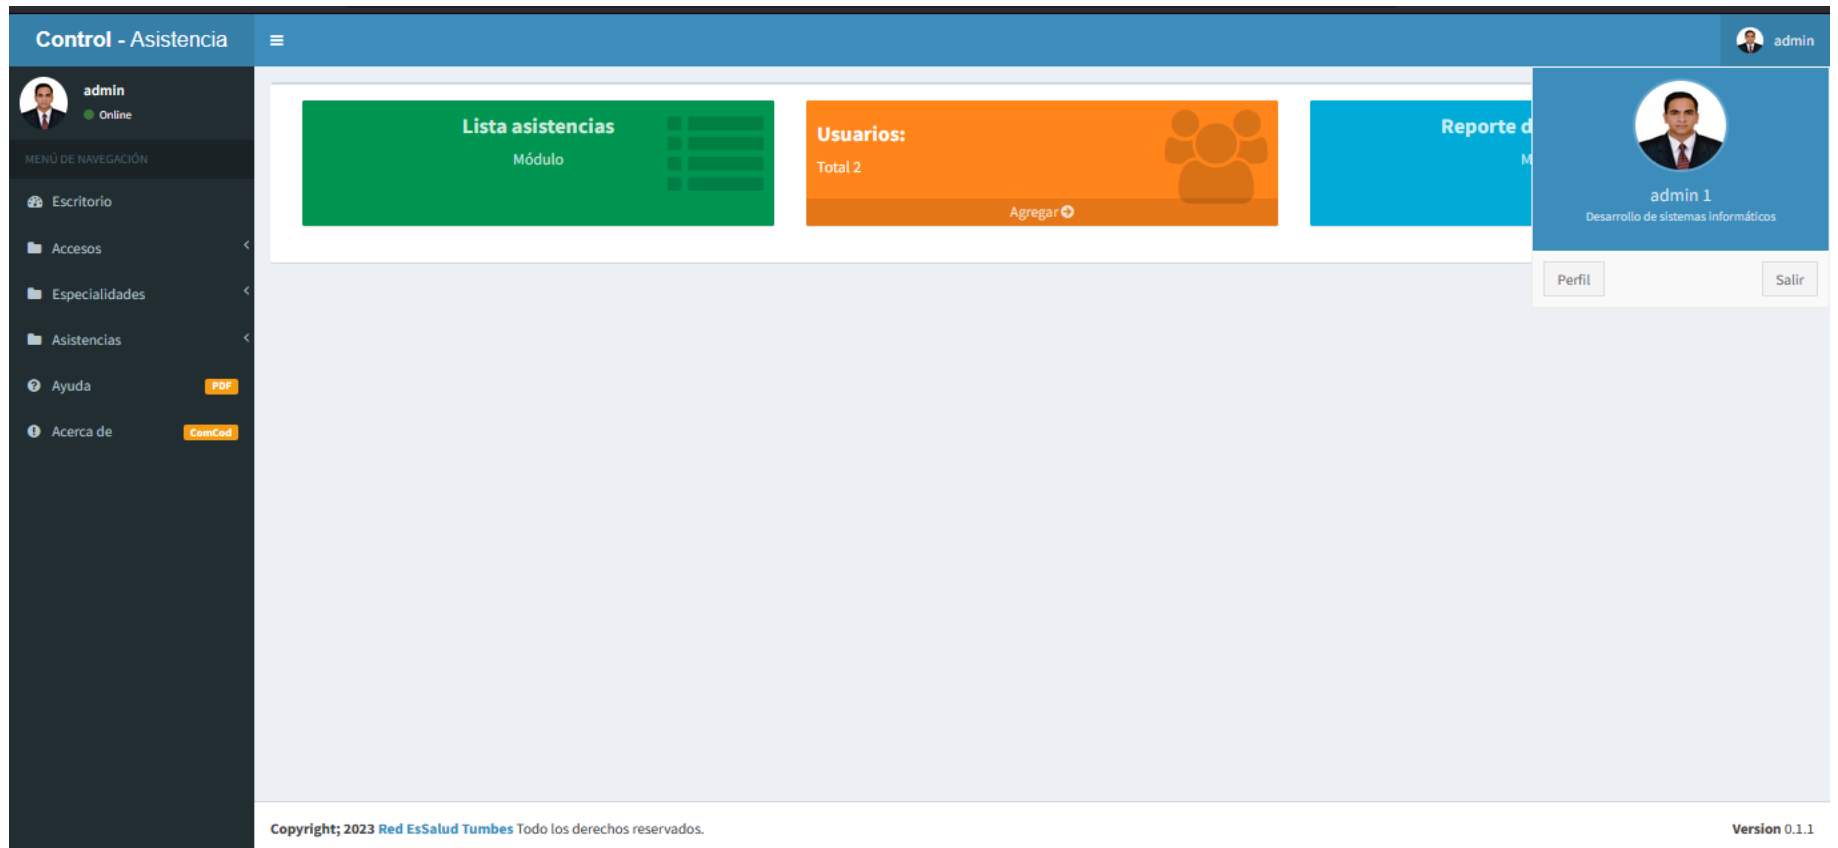 Control - Asistencia
admin
admin
Online
MENÚ DE NAVEGACIÓN
Escritorio
Accesos
Especialidades
Asistencias
Ayuda PDF
Acerca de ComCod
Lista asistencias
Módulo
Usuarios:
Total 2
Agregar
Reporte d
M
admin 1
Desarrollo de sistemas informáticos
Perfil
Salir
Copyright; 2023 Red EsSalud Tumbes Todo los derechos reservados.
Version 0.1.1